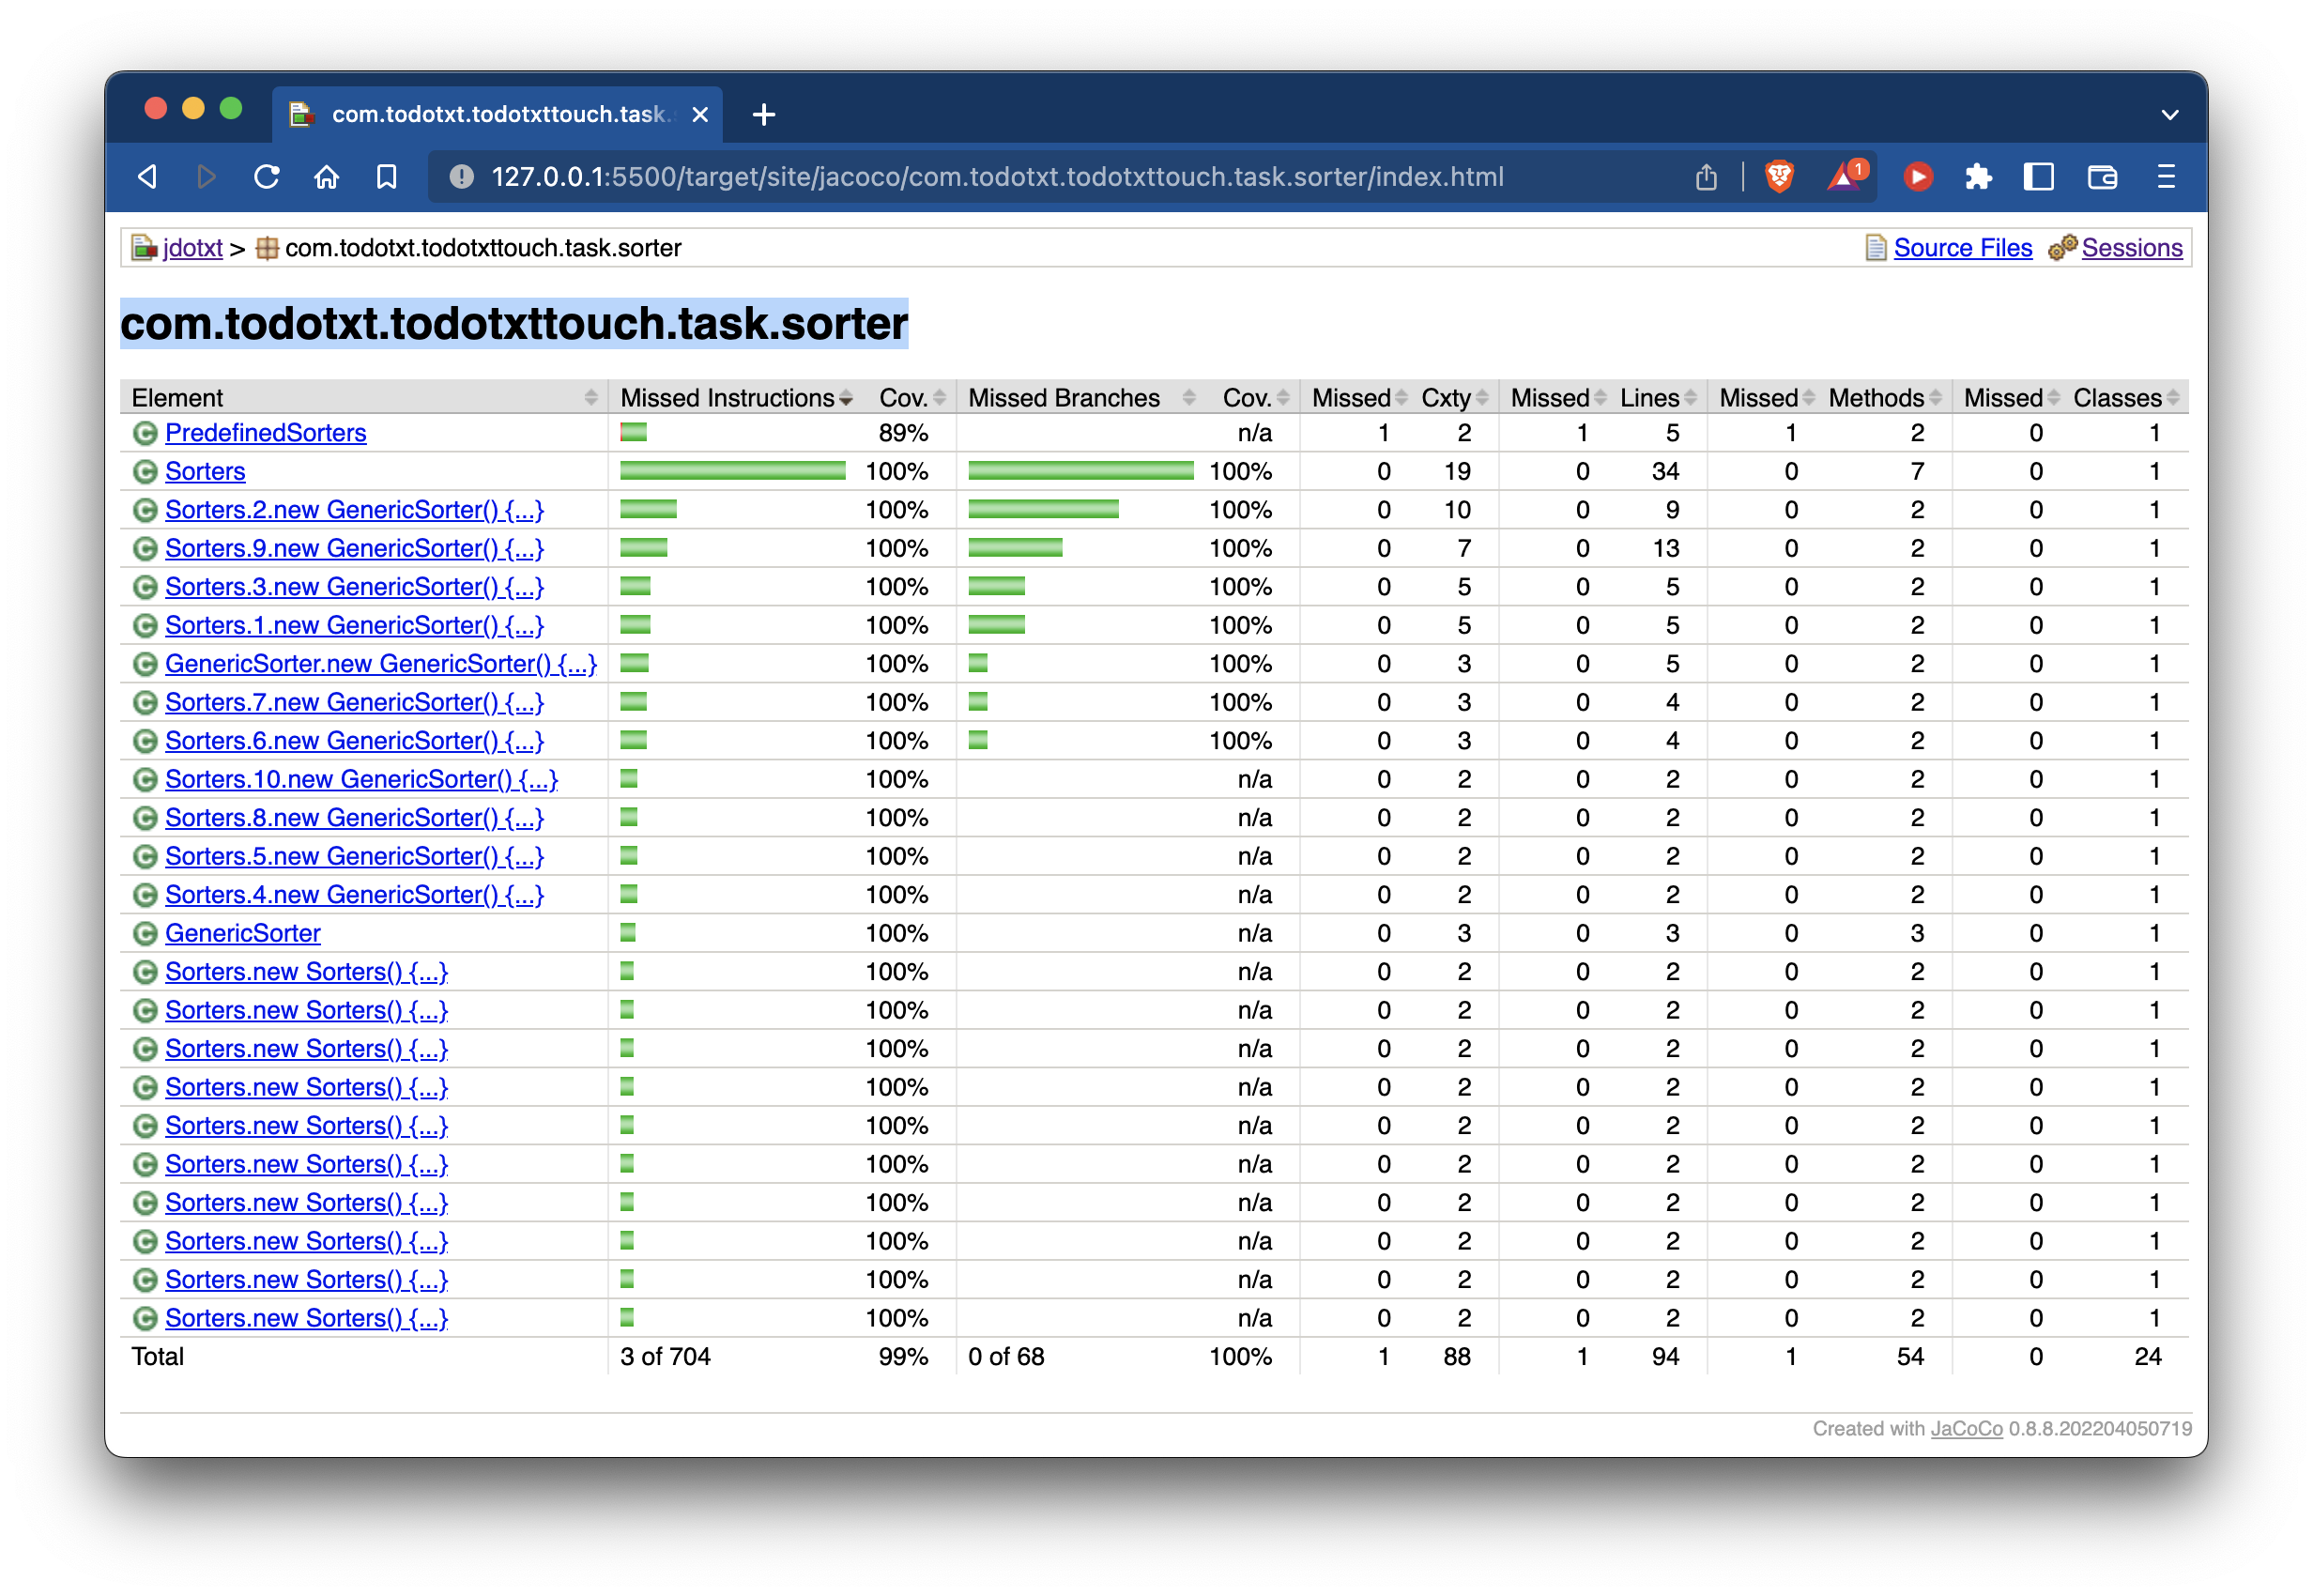 com.todotxt.todotxttouch.task.
127.0.0.1:5500/target/site/jacoco/com.todotxt.todotxttouch.task.sorter/index.html 1
jdotxt > com.todotxt.todotxttouch.task.sorter Source Files Sessions
com.todotxt.todotxttouch.task.sorter
Element Missed Instructions Cov. Missed Branches Cov. Missed Cxty Missed Lines Missed Methods Missed Classes
PredefinedSorters 89% n/a 1 2 1 5 1 2 0 1
Sorters 100% 100% 0 19 0 34 0 7 0 1
Sorters.2.new GenericSorter() {...} 100% 100% 0 10 0 9 0 2 0 1
Sorters.9.new GenericSorter() {...} 100% 100% 0 7 0 13 0 2 0 1
Sorters.3.new GenericSorter() {...} 100% 100% 0 5 0 5 0 2 0 1
Sorters.1.new GenericSorter() {...} 100% 100% 0 5 0 5 0 2 0 1
GenericSorter.new GenericSorter() {...} 100% 100% 0 3 0 5 0 2 0 1
Sorters.7.new GenericSorter() {...} 100% 100% 0 3 0 4 0 2 0 1
Sorters.6.new GenericSorter() {...} 100% 100% 0 3 0 4 0 2 0 1
Sorters.10.new GenericSorter() {...} 100% n/a 0 2 0 2 0 2 0 1
Sorters.8.new GenericSorter() {...} 100% n/a 0 2 0 2 0 2 0 1
Sorters.5.new GenericSorter() {...} 100% n/a 0 2 0 2 0 2 0 1
Sorters.4.new GenericSorter() {...} 100% n/a 0 2 0 2 0 2 0 1
GenericSorter 100% n/a 0 3 0 3 0 3 0 1
Sorters.new Sorters() {...} 100% n/a 0 2 0 2 0 2 0 1
Sorters.new Sorters() {...} 100% n/a 0 2 0 2 0 2 0 1
Sorters.new Sorters() {...} 100% n/a 0 2 0 2 0 2 0 1
Sorters.new Sorters() {...} 100% n/a 0 2 0 2 0 2 0 1
Sorters.new Sorters() {...} 100% n/a 0 2 0 2 0 2 0 1
Sorters.new Sorters() {...} 100% n/a 0 2 0 2 0 2 0 1
Sorters.new Sorters() {...} 100% n/a 0 2 0 2 0 2 0 1
Sorters.new Sorters() {...} 100% n/a 0 2 0 2 0 2 0 1
Sorters.new Sorters() {...} 100% n/a 0 2 0 2 0 2 0 1
Sorters.new Sorters() {...} 100% n/a 0 2 0 2 0 2 0 1
Total 3 of 704 99% 0 of 68 100% 1 88 1 94 1 54 0 24
Created with JaCoCo 0.8.8.202204050719